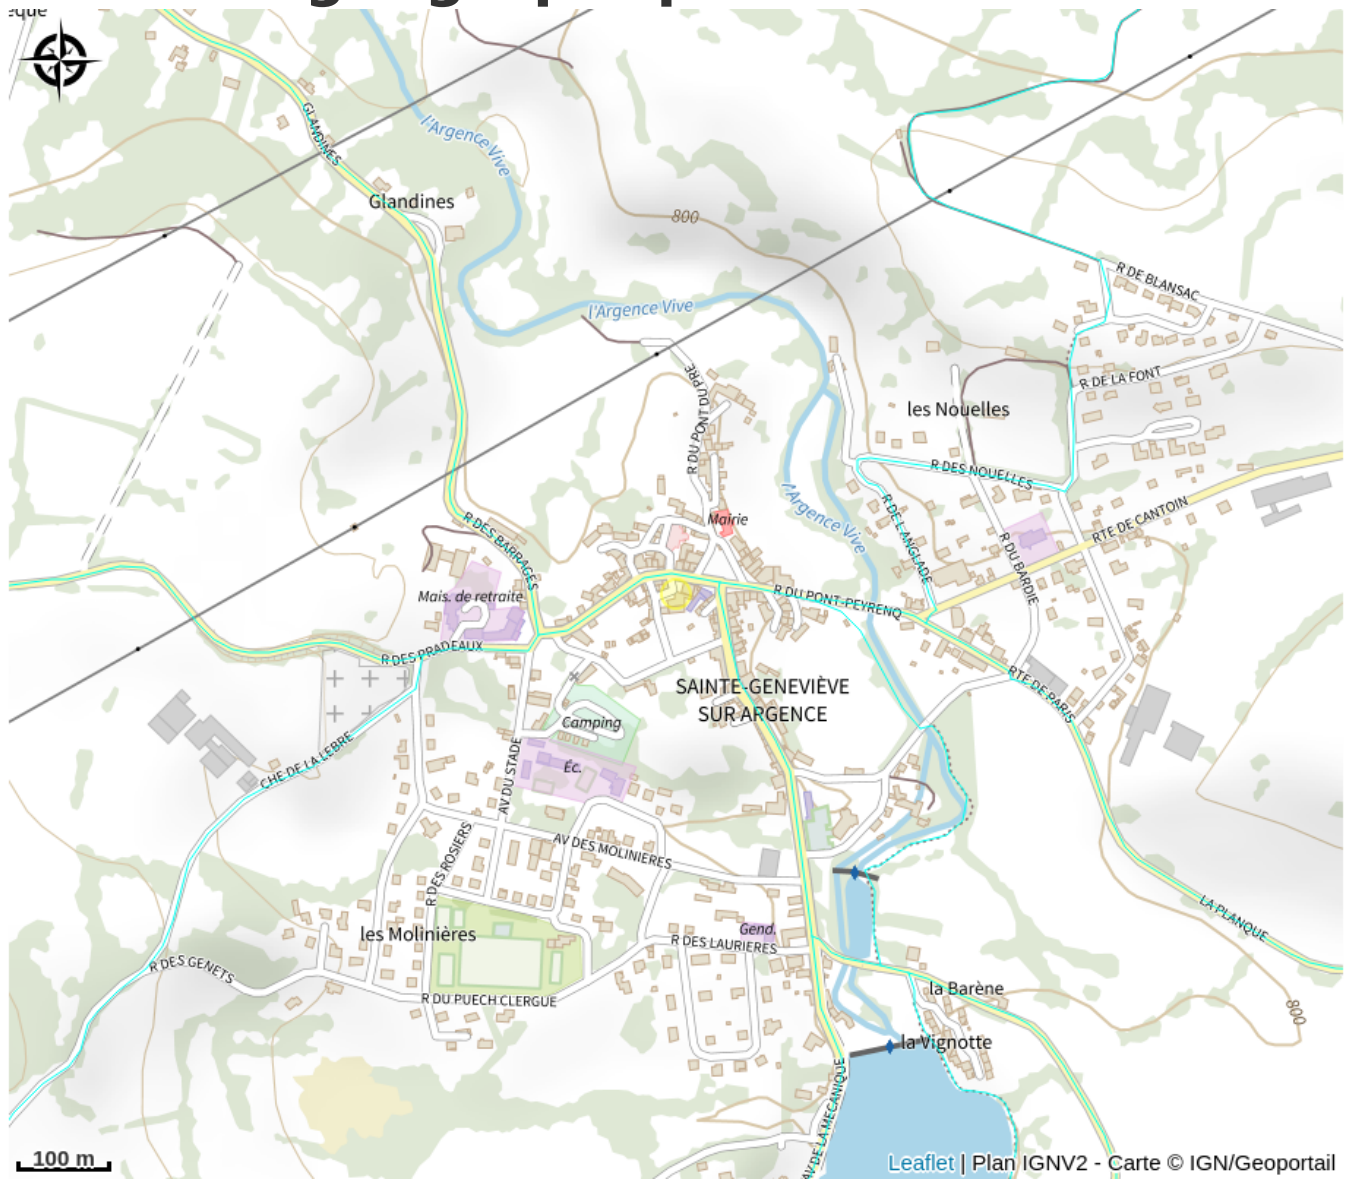 l'Argence Vive
GLANDINES
Glandines
800
R DE BLANSAC
l'Argence Vive
R DU PONT DU PRE
R DE LA FONT
les Nouelles
R DES NOUELLES
l'Argence Vive
R DE L'ANGLADE
RTE DE CANTOIN
Mairie
R DES BARRAGES
R DU BARDIE
Mais. de retraite
R DU PONT-PEYRENQ
R DES PRADEAUX
RTE DE PARIS
SAINTE-GENEVIÈVE
SUR ARGENCE
Camping
CHE DE LA LEBRE
Éc.
AV DU STADE
R DES ROSIERS
AV DES MOLINIERES
LA PLANQUE
les Molinières
Gend.
R DES LAURIERES
R DES GENETS
R DU PUECH CLERGUE
la Barène
800
la Vignotte
AV DE LA MECANIQUE
100 m
Leaflet | Plan IGNV2 - Carte © IGN/Geoportail